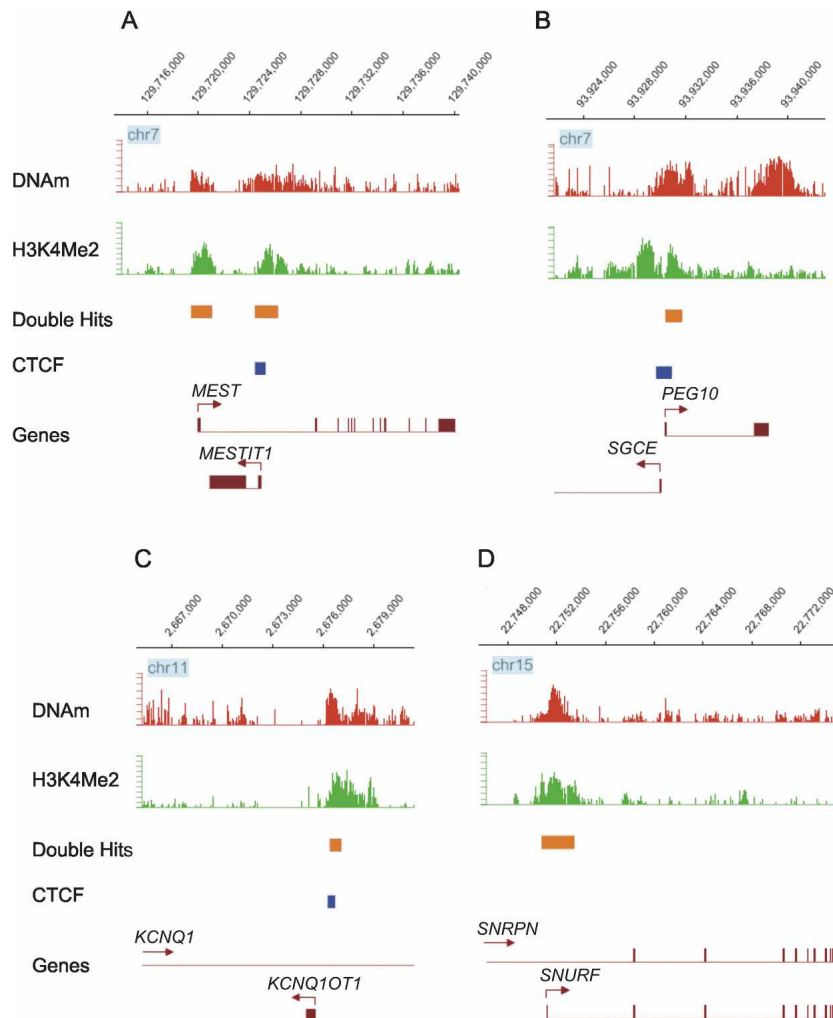 A
129,716,000 129,720,000 129,724,000 129,728,000 129,732,000 129,736,000 129,740,000
chr7
DNAm
H3K4Me2
Double Hits
CTCF
MEST
Genes
MESTIT1
B
93,924,000 93,928,000 93,932,000 93,936,000 93,940,000
chr7
PEG10
SGCE
C
2,667,000 2,670,000 2,673,000 2,676,000 2,679,000
chr11
DNAm
H3K4Me2
Double Hits
CTCF
KCNQ1
Genes
KCNQ1OT1
D
22,748,000 22,752,000 22,756,000 22,760,000 22,764,000 22,768,000 22,772,000
chr15
SNRPN
SNURF